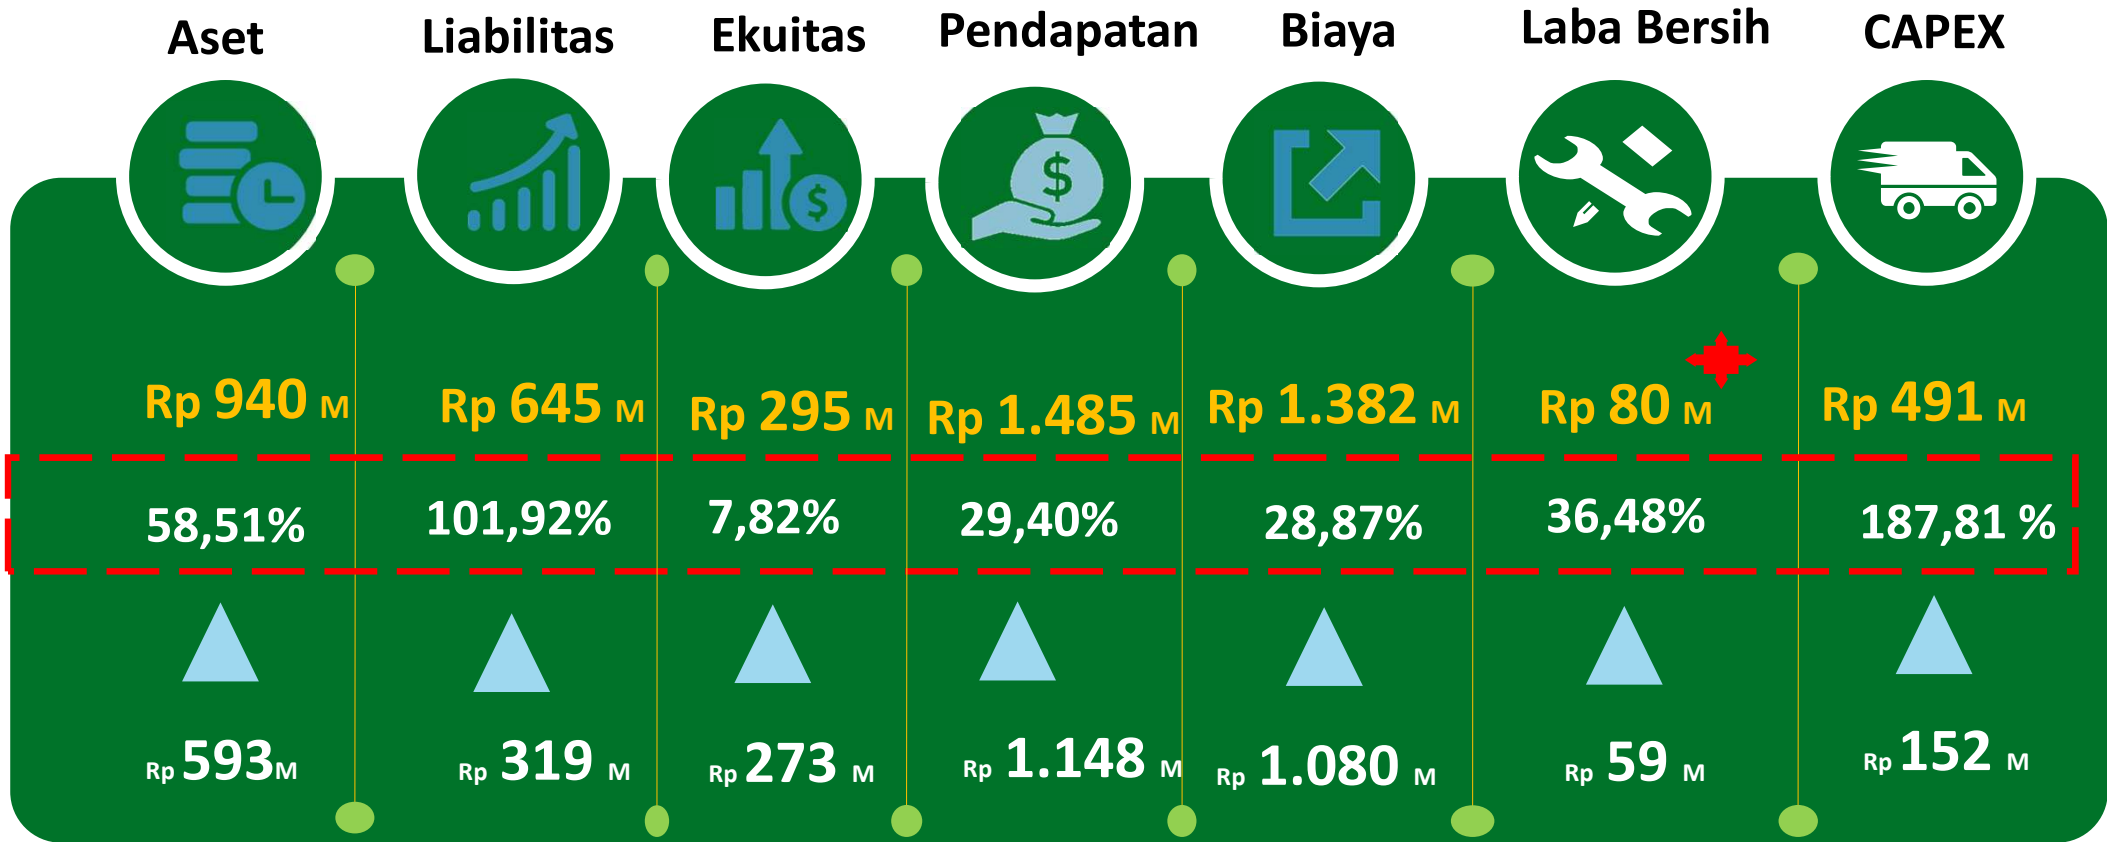 Aset Liabilitas Ekuitas Pendapatan Biaya Laba Bersih CAPEX
$ $
Rp 940 M Rp 645 M Rp 295 M Rp 1.485 M Rp 1.382 M Rp 80 M Rp 491 M
58,51% 101,92% 7,82% 29,40% 28,87% 36,48% 187,81 %
Rp 593M Rp 319 M Rp 273 M Rp 1.148 M Rp 1.080 M Rp 59 M Rp 152 M